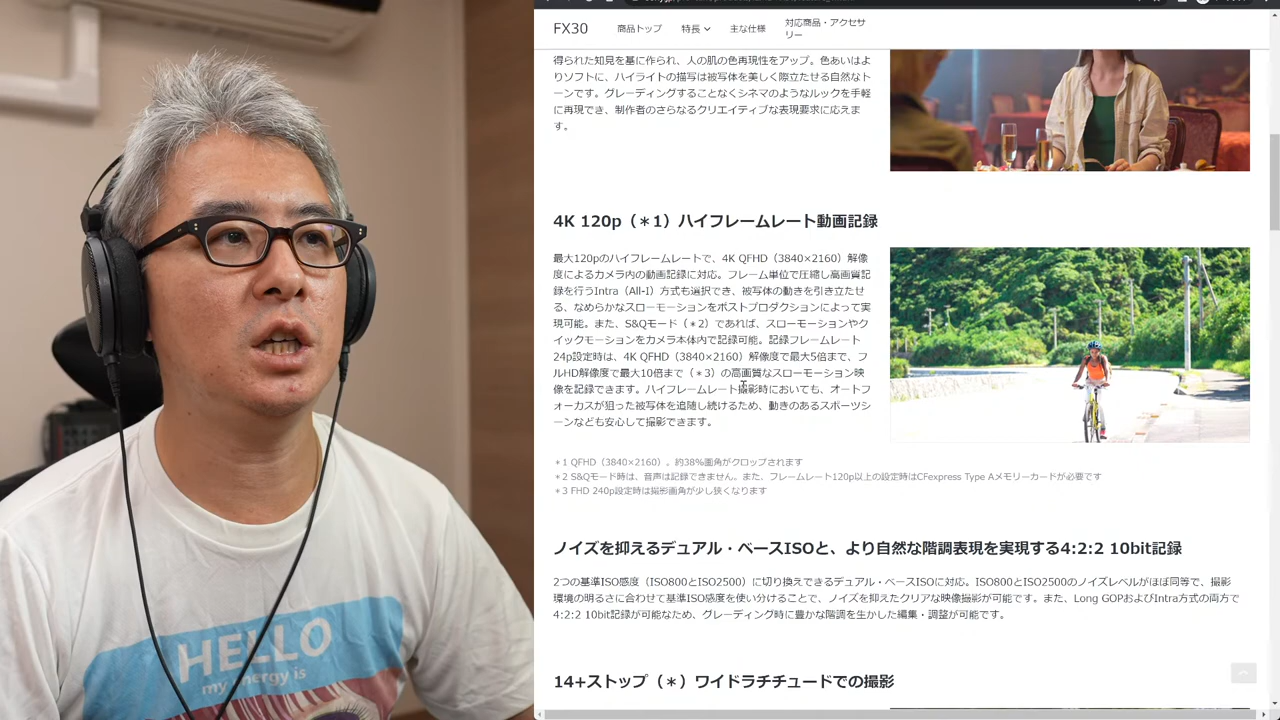 FX30
商品トップ
特長
主な仕様
対応商品・アクセサ
リー
得られた知見を基に作られ、人の肌の色再現性をアップ。色あいはよ
りソフトに、ハイライトの描写は被写体を美しく際立たせる自然なト
ーンです。グレーディングすることなくシネマのようなルックを手軽
に再現でき、制作者のさらなるクリエイティブな表現要求に応えま
す。
4K 120p（＊1）ハイフレームレート動画記録
最大120pのハイフレームレートで、4K QFHD（3840×2160）解像
度によるカメラ内の動画記録に対応。フレーム単位で圧縮し高画質記
録を行うIntra（All-I）方式も選択でき、被写体の動きを引き立たせ
る、なめらかなスローモーションをポストプロダクションによって実
現可能。また、S&Qモード（＊2）であれば、スローモーションやク
イックモーションをカメラ本体内で記録可能。記録フレームレート
24p設定時は、4K QFHD（3840×2160）解像度で最大5倍まで、フ
ルHD解像度で最大10倍まで（＊3）の高画質なスローモーション映
像を記録できます。ハイフレームレート撮影時においても、オートフ
ォーカスが狙った被写体を追随し続けるため、動きのあるスポーツシ
ーンなども安心して撮影できます。
＊1 QFHD（3840×2160）。約38%画角がクロップされます
＊2 S&Qモード時は、音声は記録できません。また、フレームレート120p以上の設定時はCFexpress Type Aメモリーカードが必要です
＊3 FHD 240p設定時は撮影画角が少し狭くなります
ノイズを抑えるデュアル・ベースISOと、より自然な階調表現を実現する4:2:2 10bit記録
2つの基準ISO感度（ISO800とISO2500）に切り換えできるデュアル・ベースISOに対応。ISO800とISO2500のノイズレベルがほぼ同等で、撮影
環境の明るさに合わせて基準ISO感度を使い分けることで、ノイズを抑えたクリアな映像撮影が可能です。また、Long GOPおよびIntra方式の両方で
4:2:2 10bit記録が可能なため、グレーディング時に豊かな階調を生かした編集・調整が可能です。
14+ストップ（＊）ワイドラチチュードでの撮影
HELLO
my energy is